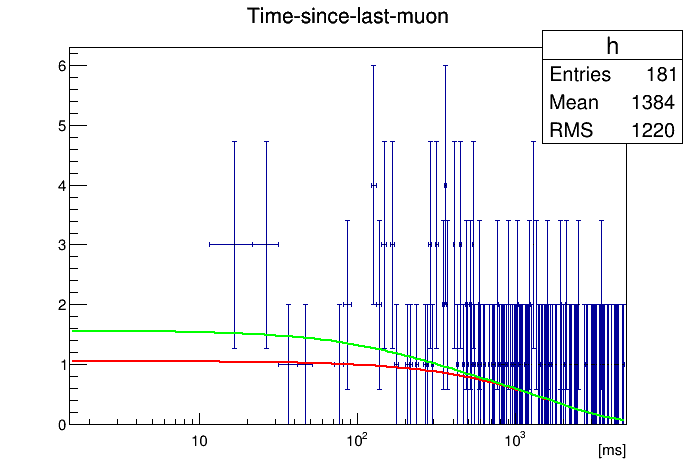 Time-since-last-muon
h
Entries 181
Mean 1384
RMS 1220
6
5
4
3
2
1
0
10
10²
10³
[ms]